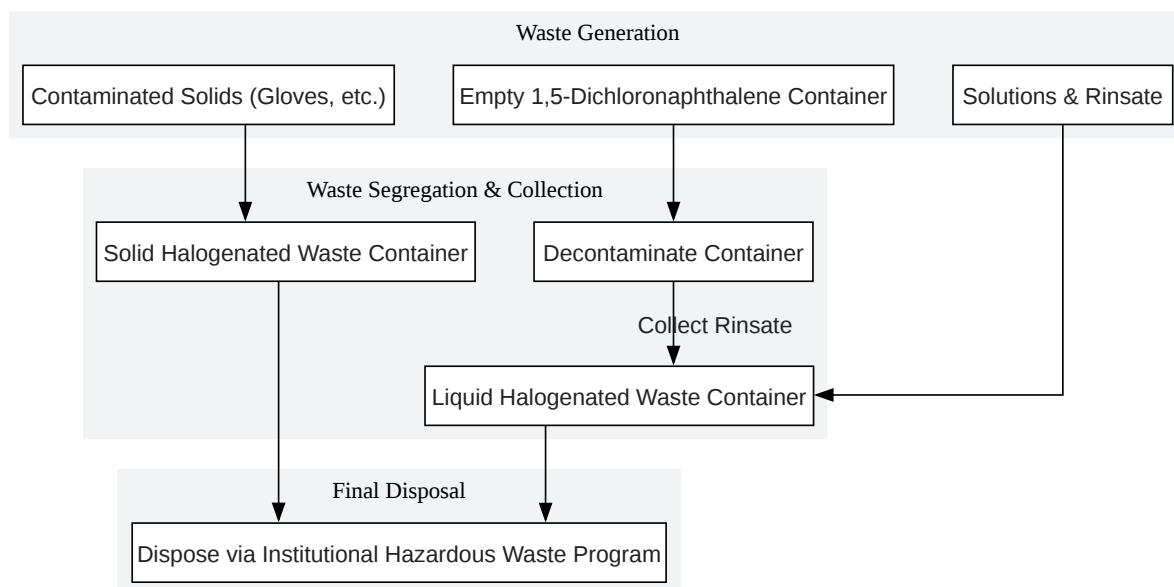 Waste Generation
Contaminated Solids (Gloves, etc.)
Empty 1,5-Dichloronaphthalene Container
Solutions & Rinsate
Waste Segregation & Collection
Solid Halogenated Waste Container
Decontaminate Container
Collect Rinsate
Liquid Halogenated Waste Container
Final Disposal
Dispose via Institutional Hazardous Waste Program